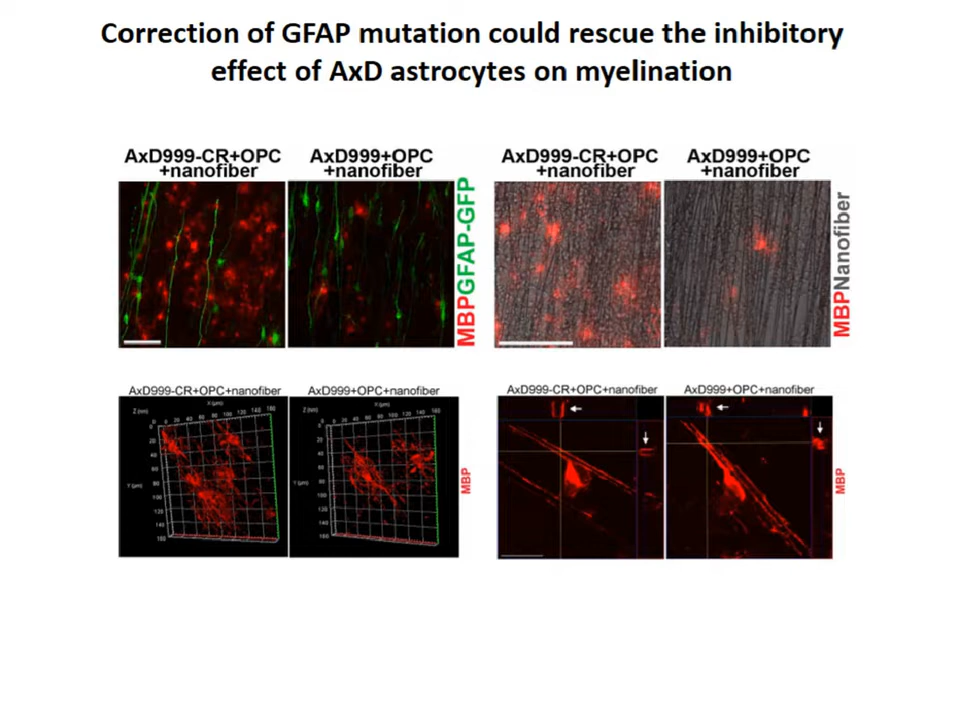 Correction of GFAP mutation could rescue the inhibitory
effect of AxD astrocytes on myelination
AxD999-CR+OPC
+nanofiber
AxD999+OPC
+nanofiber
MBPGFAP-GFP
AxD999-CR+OPC
+nanofiber
AxD999+OPC
+nanofiber
MBPNanofiber
AxD999-CR+OPC+nanofiber
AxD999+OPC+nanofiber
MBP
AxD999-CR+OPC+nanofiber
AxD999+OPC+nanofiber
MBP